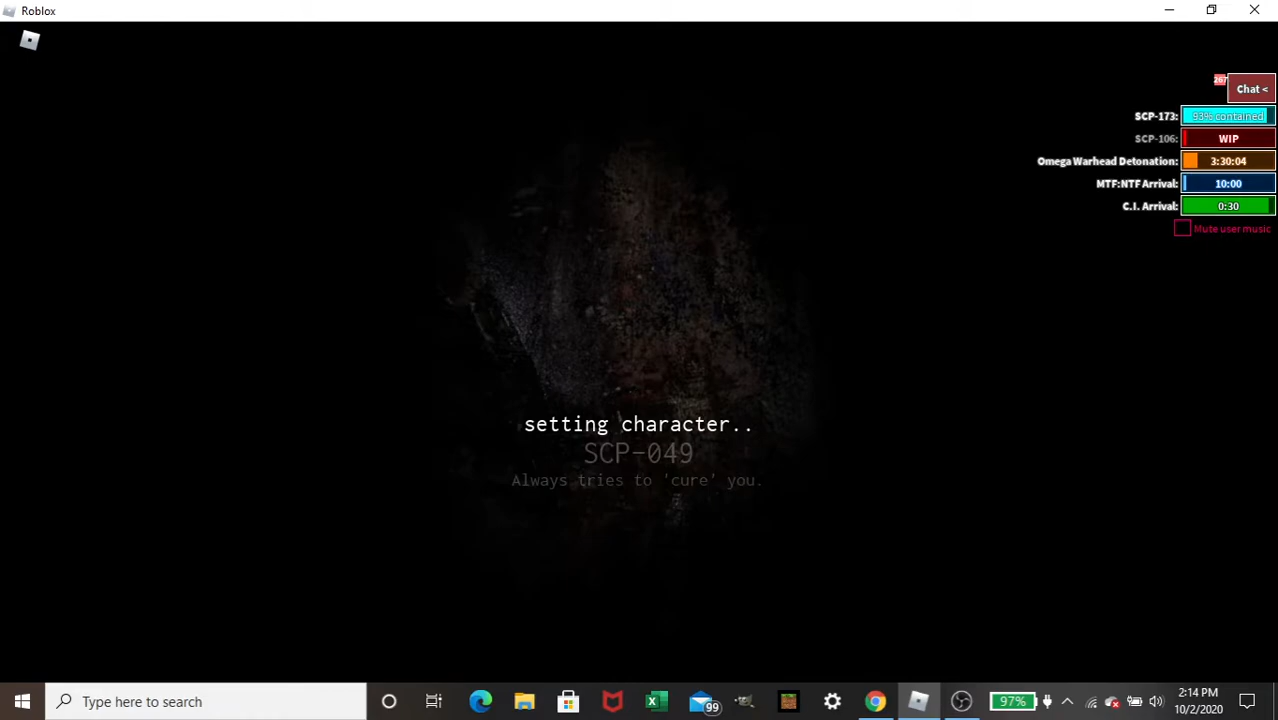 Roblox
267
Chat <
SCP-173: 93% contained
SCP-106: WIP
Omega Warhead Detonation: 3:30:04
MTF:NTF Arrival: 10:00
C.I. Arrival: 0:30
Mute user music
setting character..
SCP-049
Always tries to 'cure' you.
Type here to search
99
97%
2:14 PM
10/2/2020